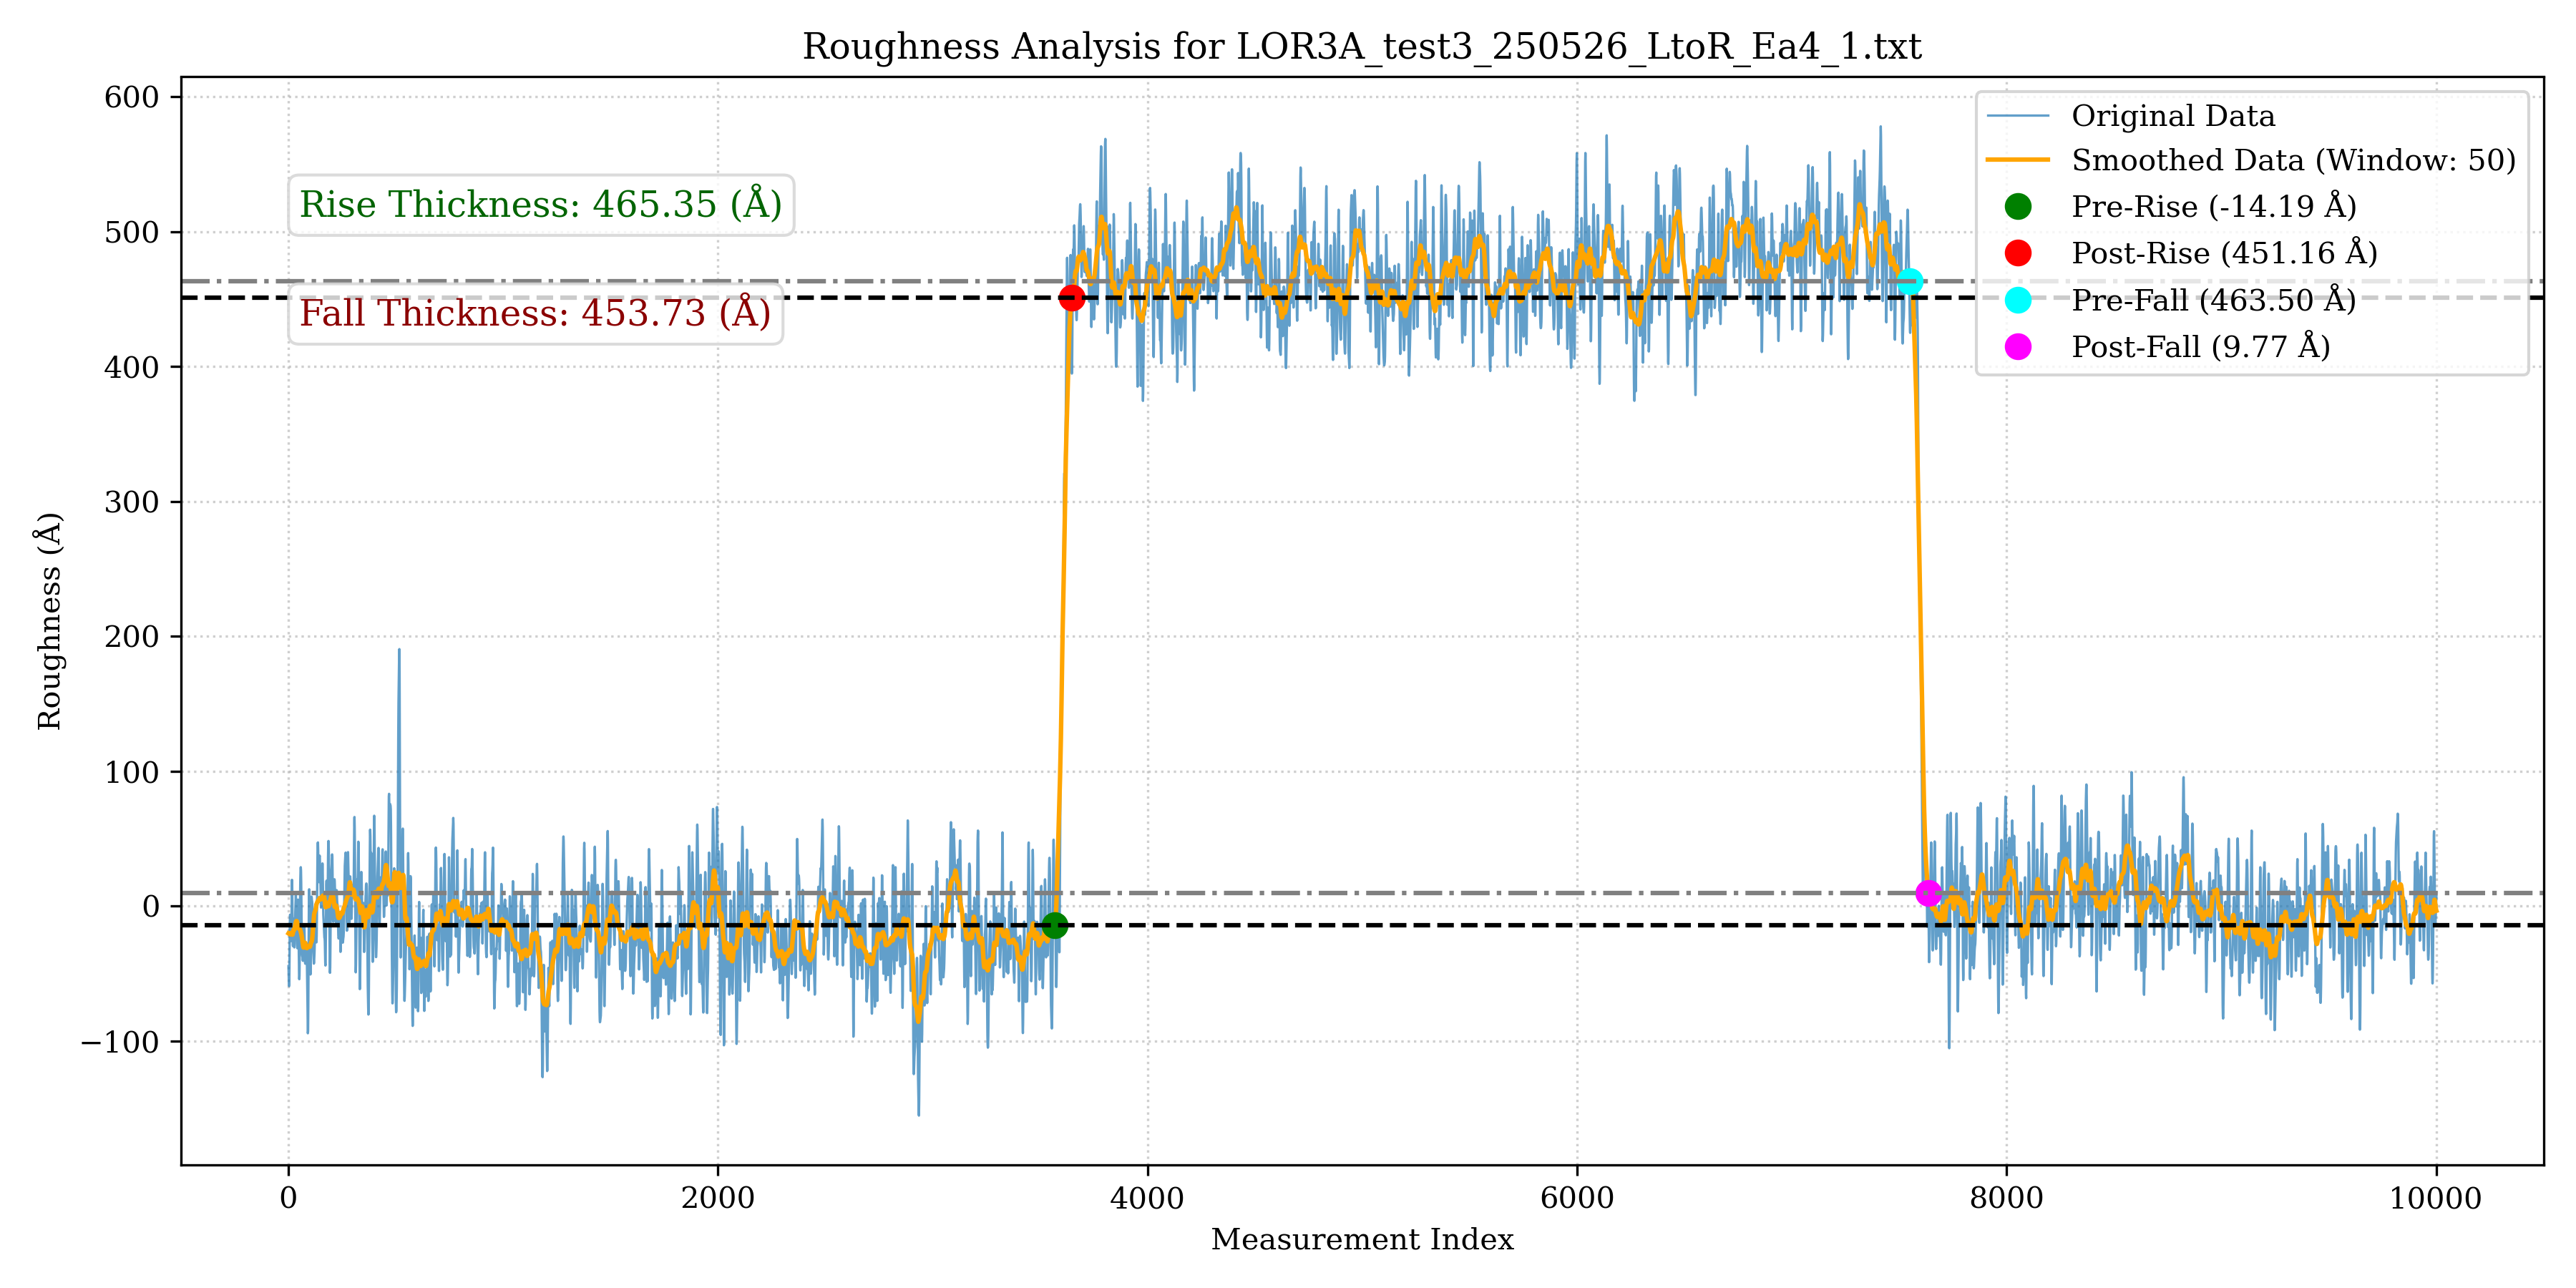 Roughness Analysis for LOR3A_test3_250526_LtoR_Ea4_1.txt
600
500
400
300
200
100
0
−100
Roughness (Å)
Rise Thickness: 465.35 (Å)
Fall Thickness: 453.73 (Å)
Original Data
Smoothed Data (Window: 50)
Pre-Rise (-14.19 Å)
Post-Rise (451.16 Å)
Pre-Fall (463.50 Å)
Post-Fall (9.77 Å)
0 2000 4000 6000 8000 10000
Measurement Index